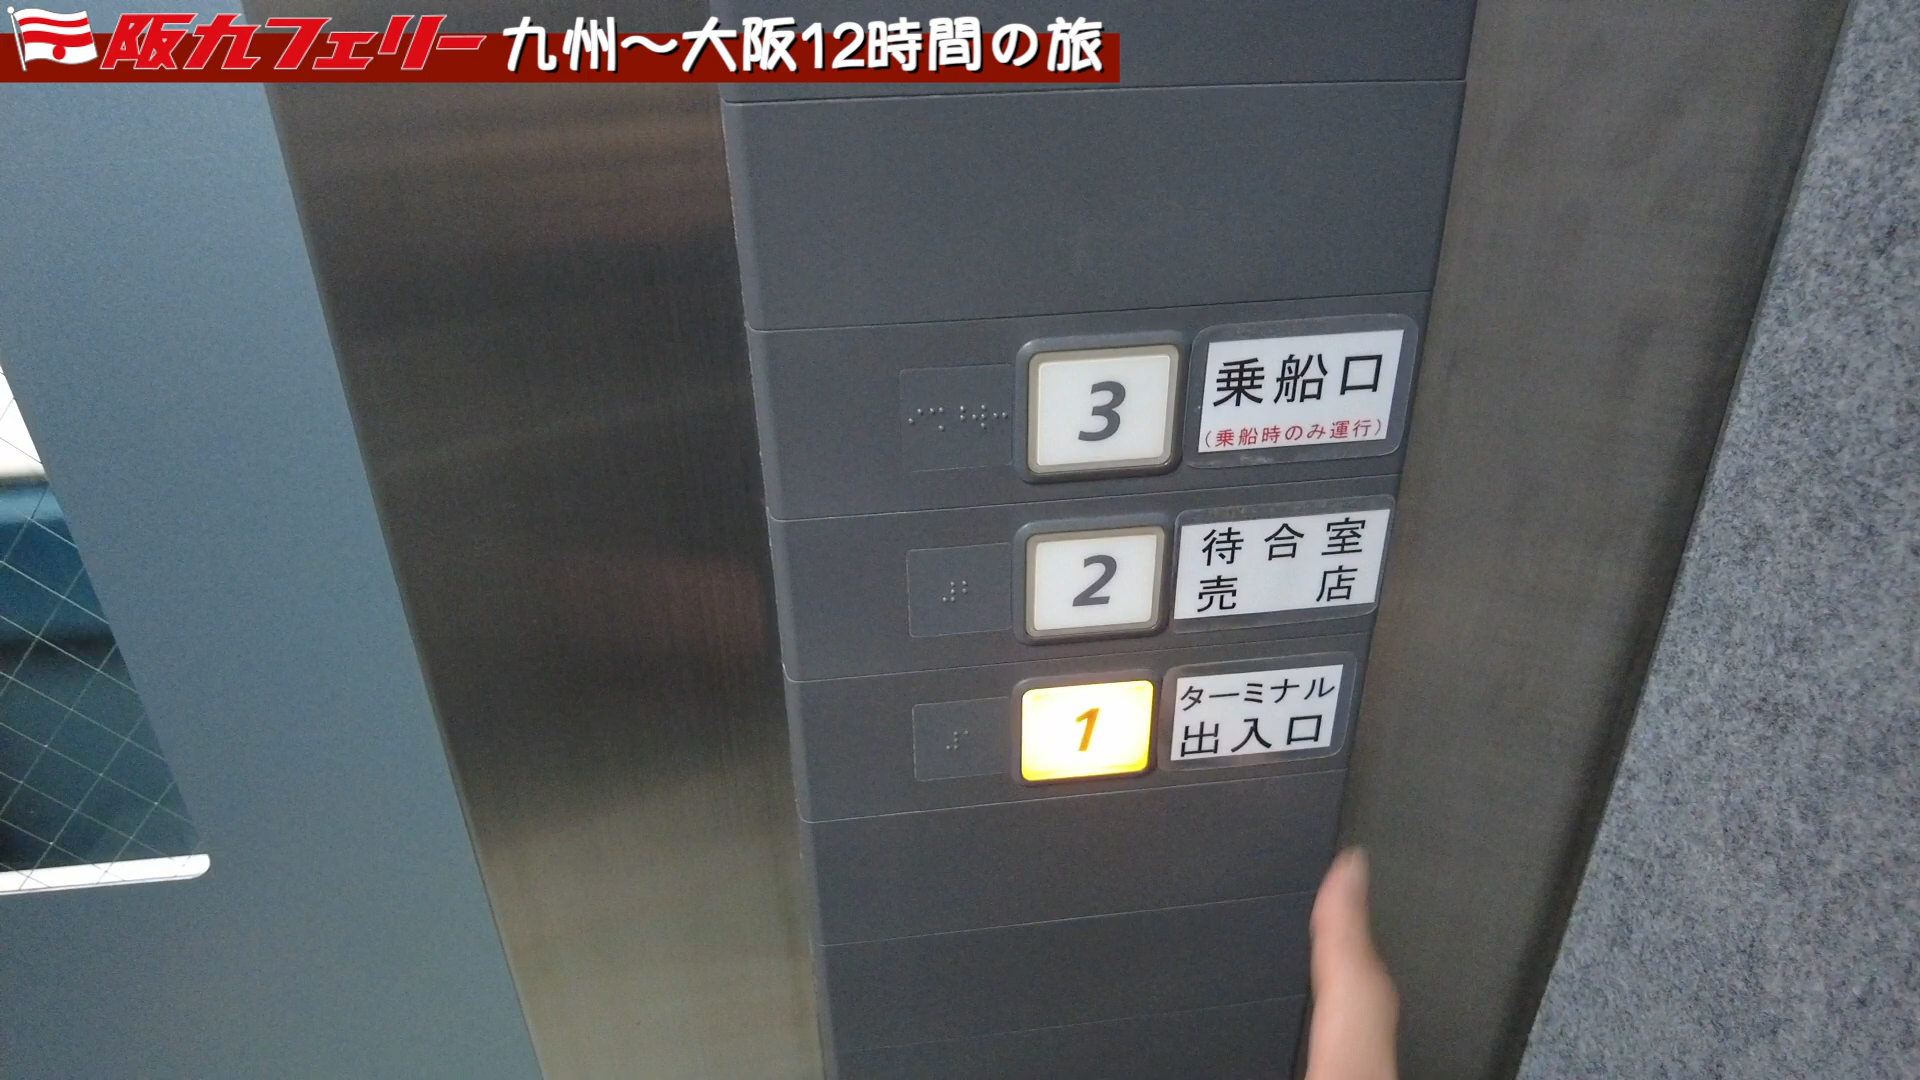 阪九フェリー 九州～大阪12時間の旅
3 乗船口
(乗船時のみ運行)
2 待合室
売店
1 ターミナル
出入口